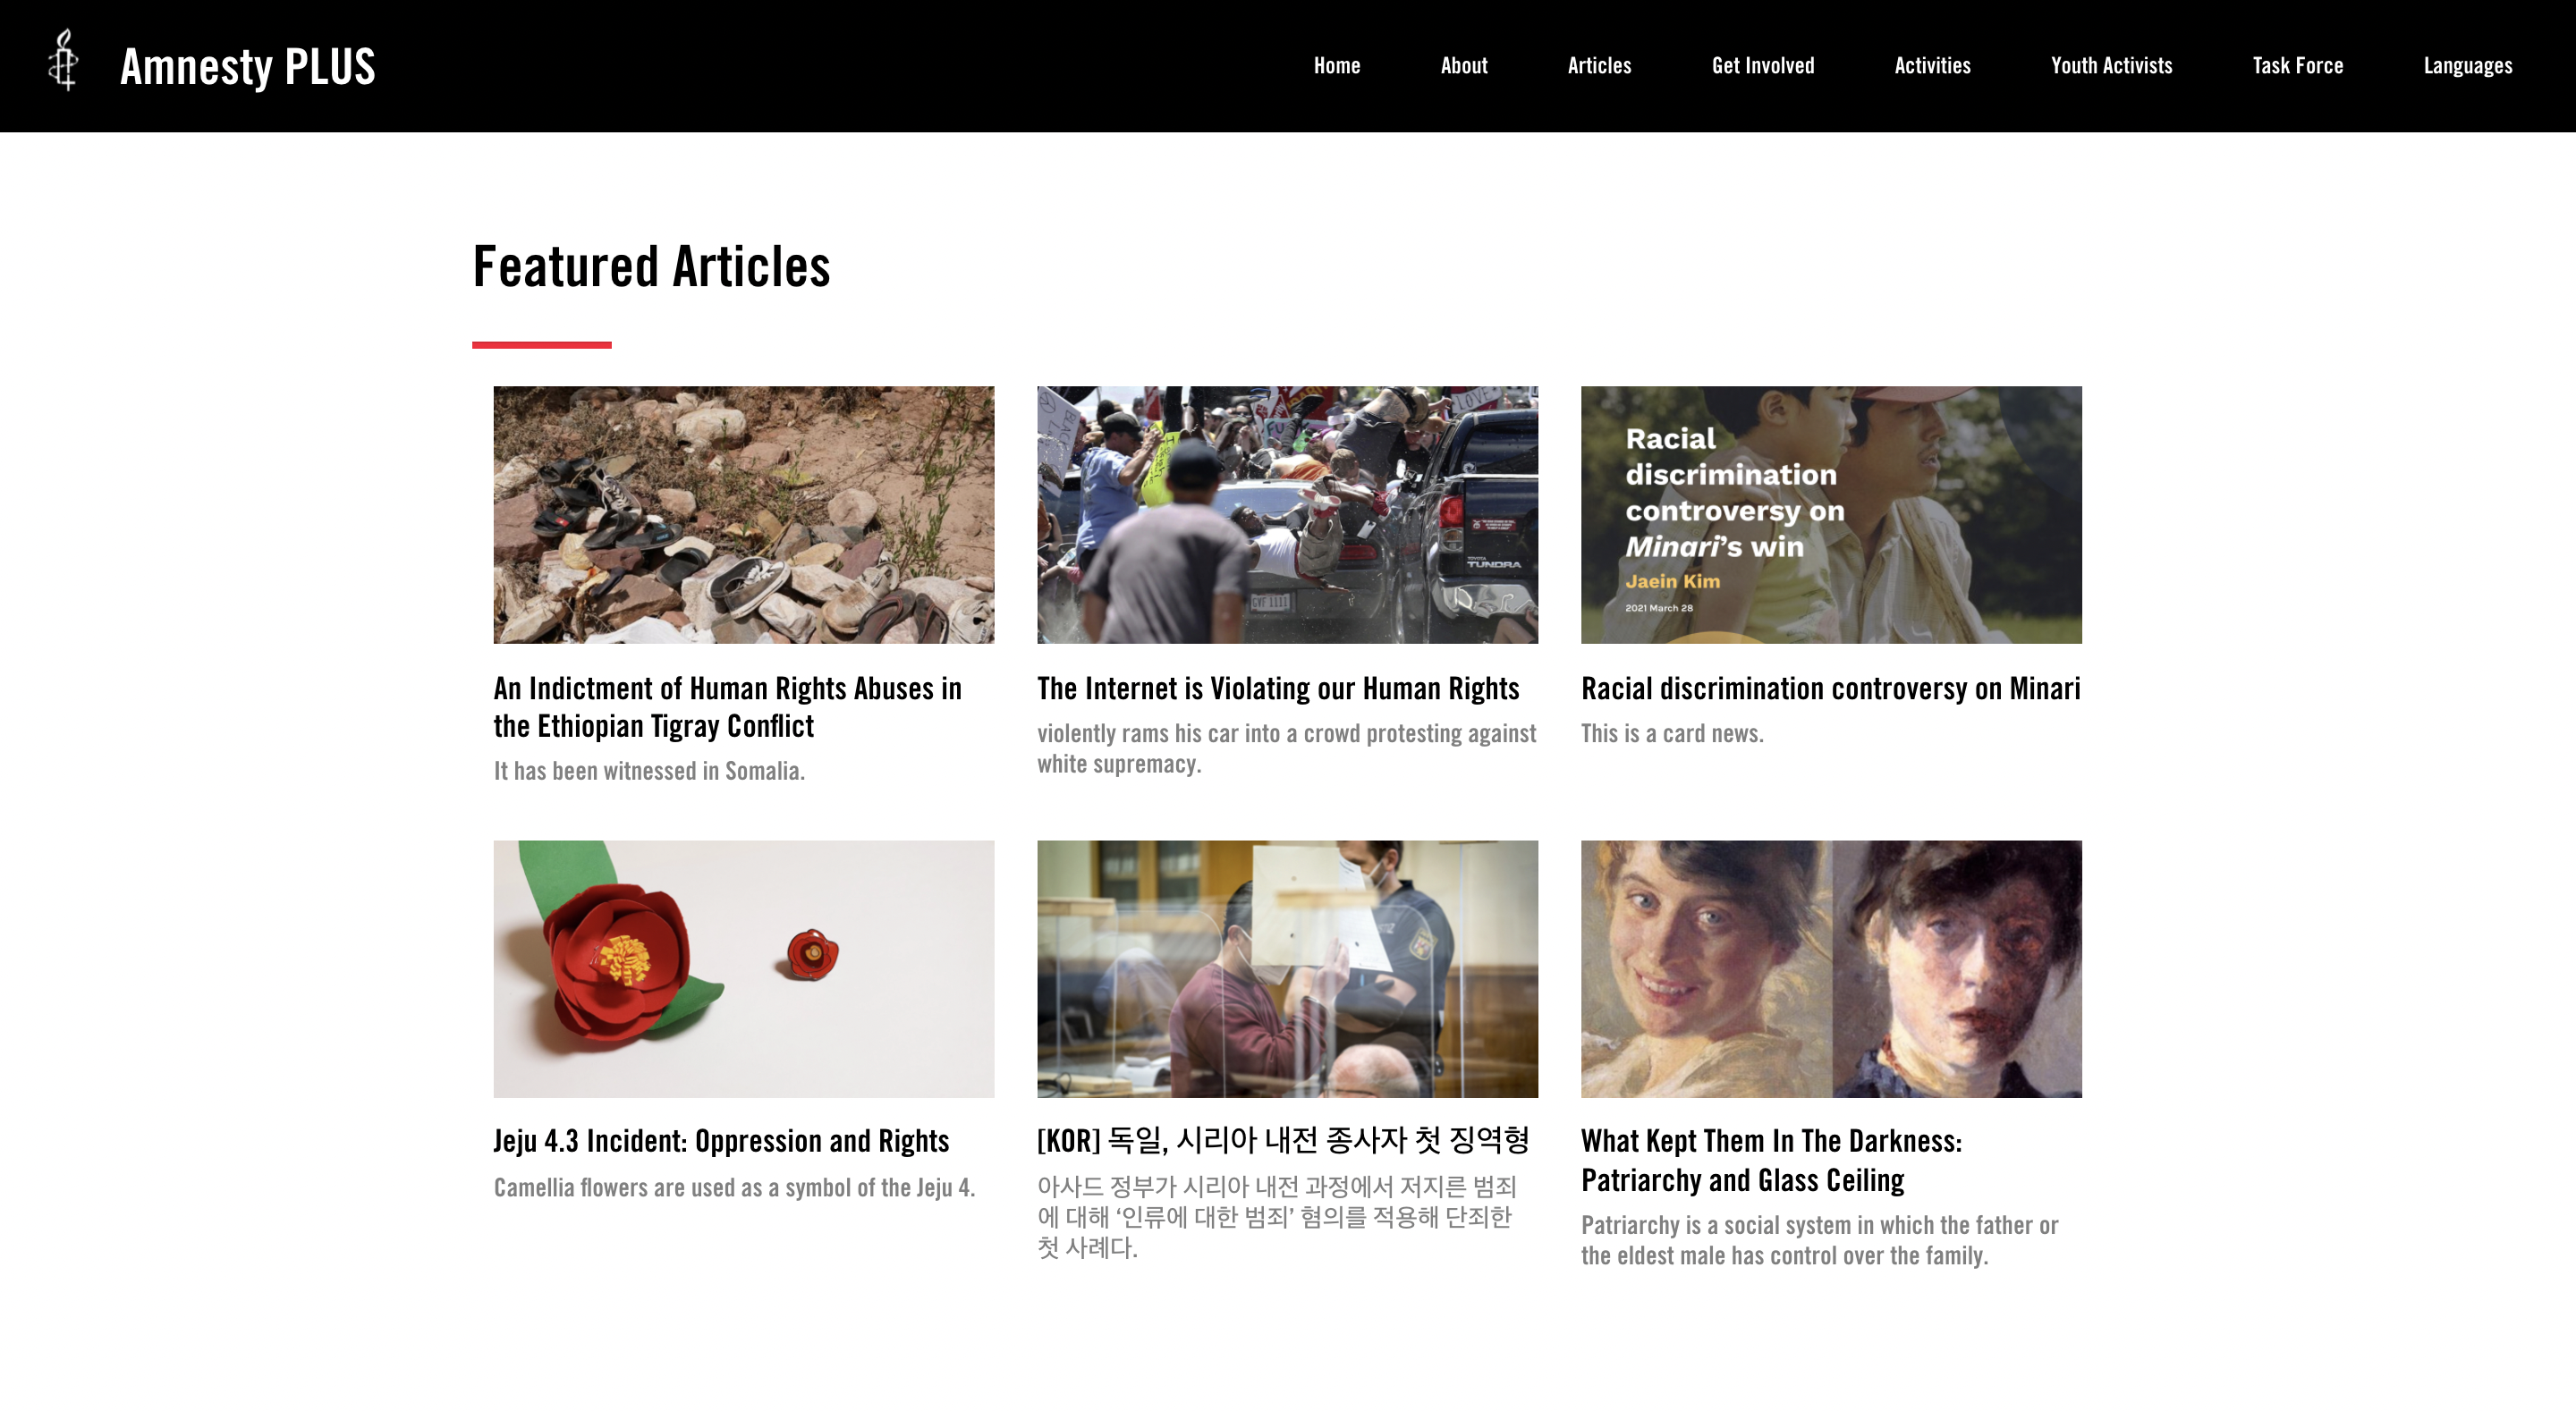 Amnesty PLUS
Home
About
Articles
Get Involved
Activities
Youth Activists
Task Force
Languages
Featured Articles
BLACK
LOVE
FU
GVF 1111
TOYOTA
TUNDRA
Racial
discrimination
controversy on
Minari's win
Jaein Kim
2021 March 28
An Indictment of Human Rights Abuses in
the Ethiopian Tigray Conflict
It has been witnessed in Somalia.
The Internet is Violating our Human Rights
violently rams his car into a crowd protesting against
white supremacy.
Racial discrimination controversy on Minari
This is a card news.
Jeju 4.3 Incident: Oppression and Rights
Camellia flowers are used as a symbol of the Jeju 4.
[KOR] 독일, 시리아 내전 종사자 첫 징역형
아사드 정부가 시리아 내전 과정에서 저지른 범죄
에 대해 ‘인류에 대한 범죄’ 혐의를 적용해 단죄한
첫 사례다.
What Kept Them In The Darkness:
Patriarchy and Glass Ceiling
Patriarchy is a social system in which the father or
the eldest male has control over the family.